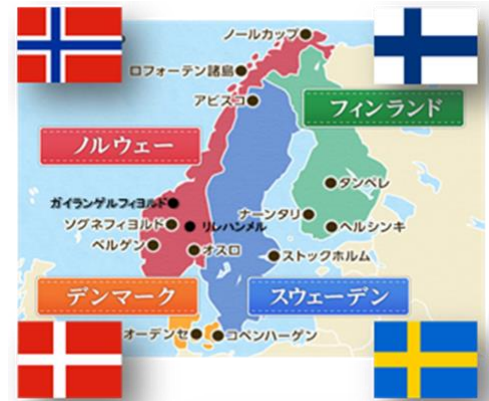 ノールカップ
ロフォーテン諸島
アビスコ
フィンランド
ノルウェー
タンペレ
ガイランゲルフィヨルド
ナーンタリ
ソグネフィヨルド
リレハンメル
ヘルシンキ
ベルゲン
オスロ
ストックホルム
デンマーク
スウェーデン
オーデンセ
コペンハーゲン